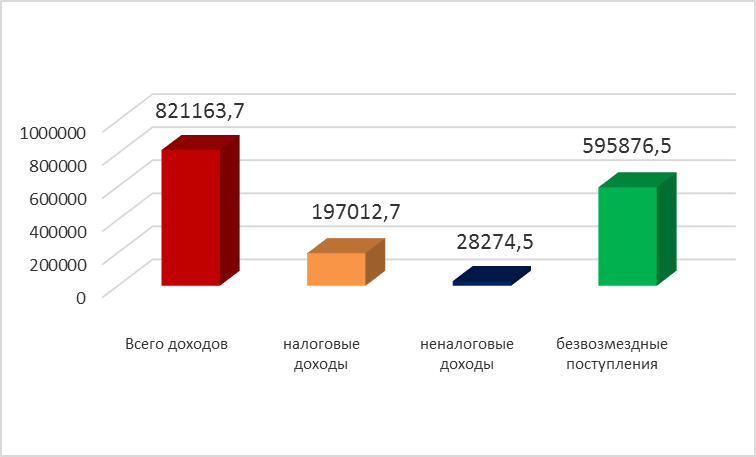 821163,7
595876,5
197012,7
28274,5
1000000
800000
600000
400000
200000
0
Всего доходов
налоговые
доходы
неналоговые
доходы
безвозмездные
поступления